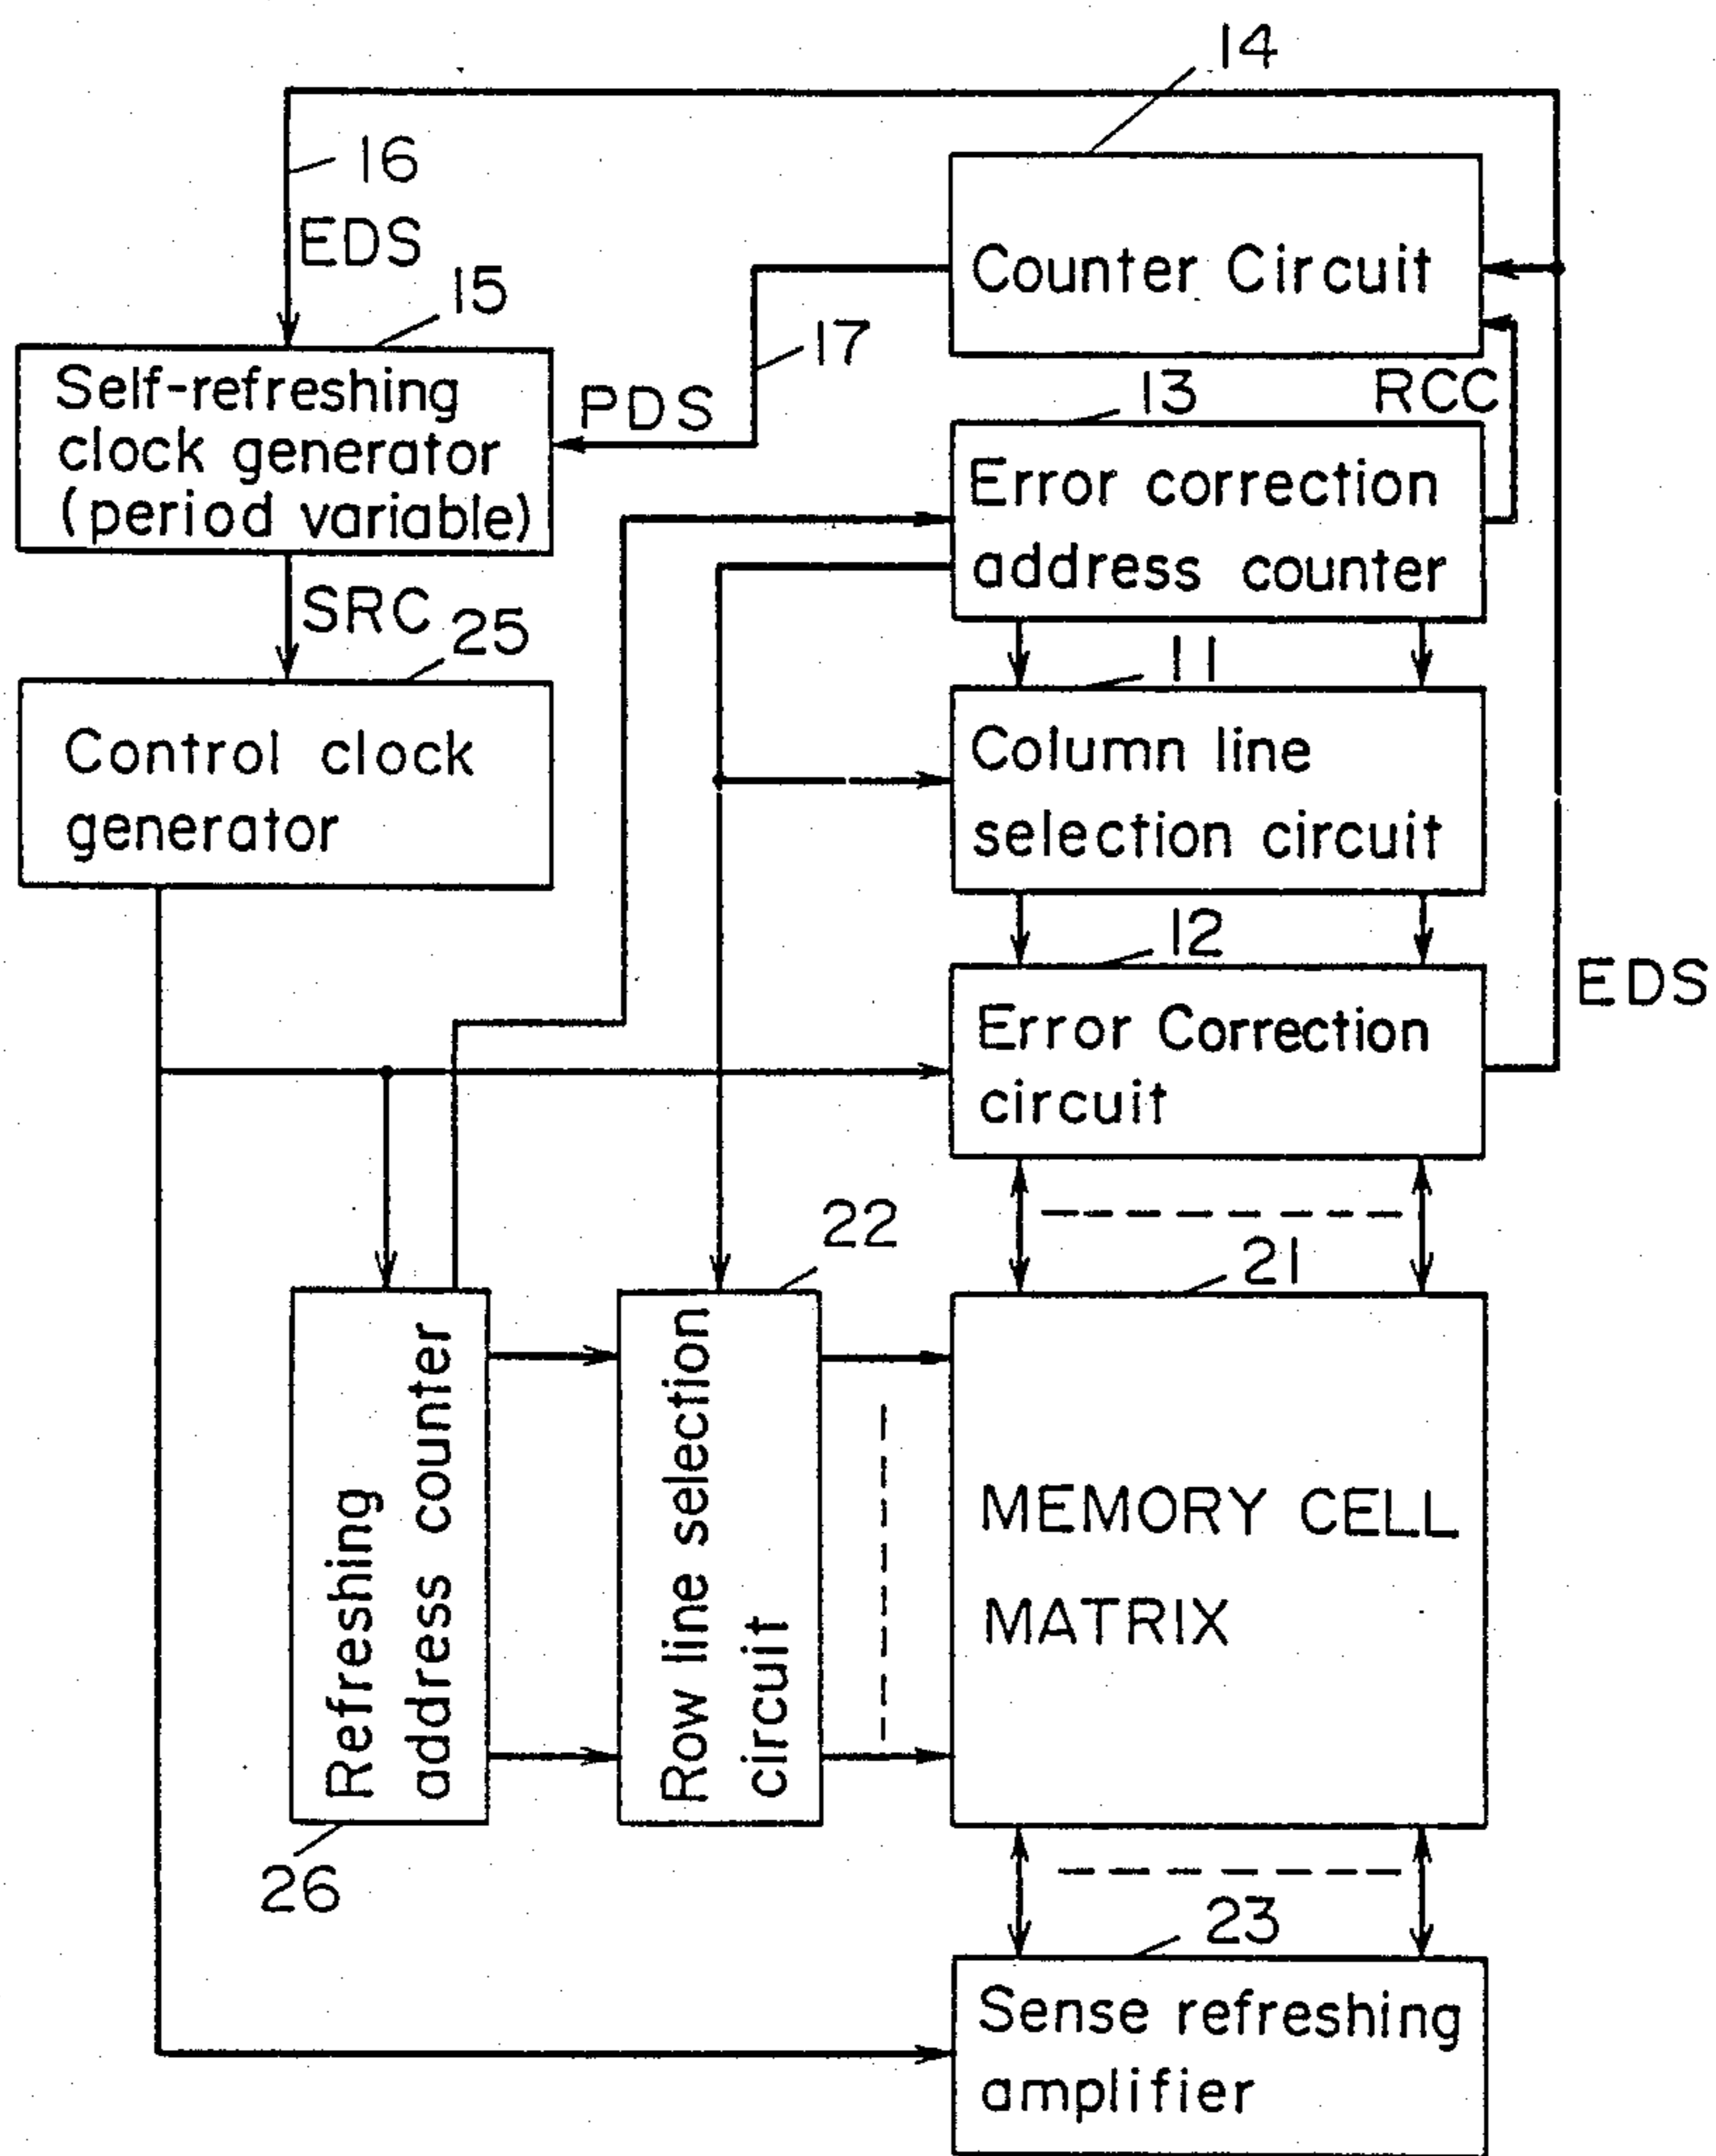 14
16
EDS
Counter Circuit
15
17
Self-refreshing
clock generator
(period variable)
PDS
13
RCC
Error correction
address counter
SRC
25
11
Control clock
generator
Column line
selection circuit
12
EDS
Error Correction
circuit
22
21
Refreshing
address counter
Row line selection
circuit
MEMORY CELL
MATRIX
26
23
Sense refreshing
amplifier